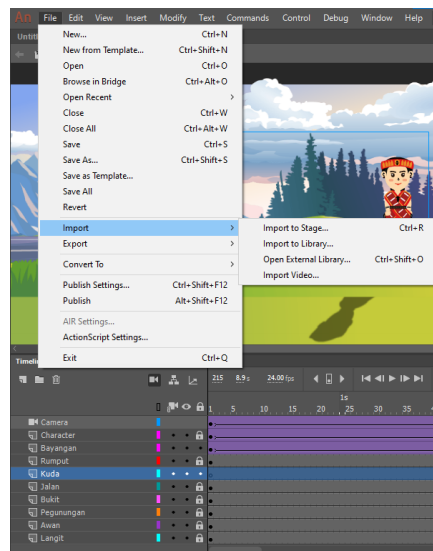 An File Edit View Insert Modify Text Commands Control Debug Window Help
New... Ctrl+N
New from Template... Ctrl+Shift+N
Open Ctrl+O
Browse in Bridge Ctrl+Alt+O
Open Recent >
Close Ctrl+W
Close All Ctrl+Alt+W
Save Ctrl+S
Save As... Ctrl+Shift+S
Save as Template...
Save All
Revert
Import >
Import to Stage... Ctrl+R
Export >
Import to Library...
Open External Library... Ctrl+Shift+O
Convert To >
Import Video...
Publish Settings... Ctrl+Shift+F12
Publish Alt+Shift+F12
AIR Settings...
ActionScript Settings...
Exit Ctrl+Q
215 8.9 s 24.00 fps
1s
1 5 10 15 20 25 30 35
Camera
Character
Bayangan
Rumput
Kuda
Jalan
Bukit
Pegunungan
Awan
Langit